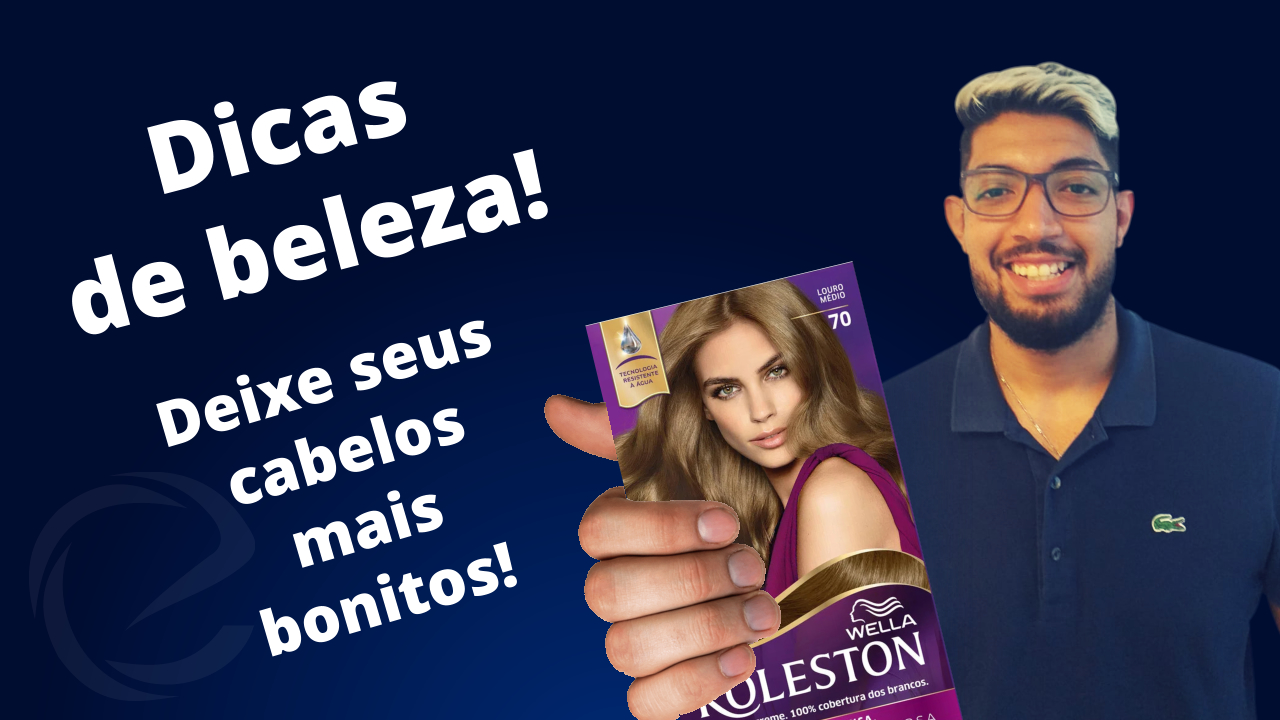 Dicas
de beleza!
Deixe seus
cabelos
mais
bonitos!
TECNOLOGIA
RESISTENTE
À ÁGUA
LOURO
MÉDIO
70
WELLA
KOLESTON
100% cobertura dos brancos.